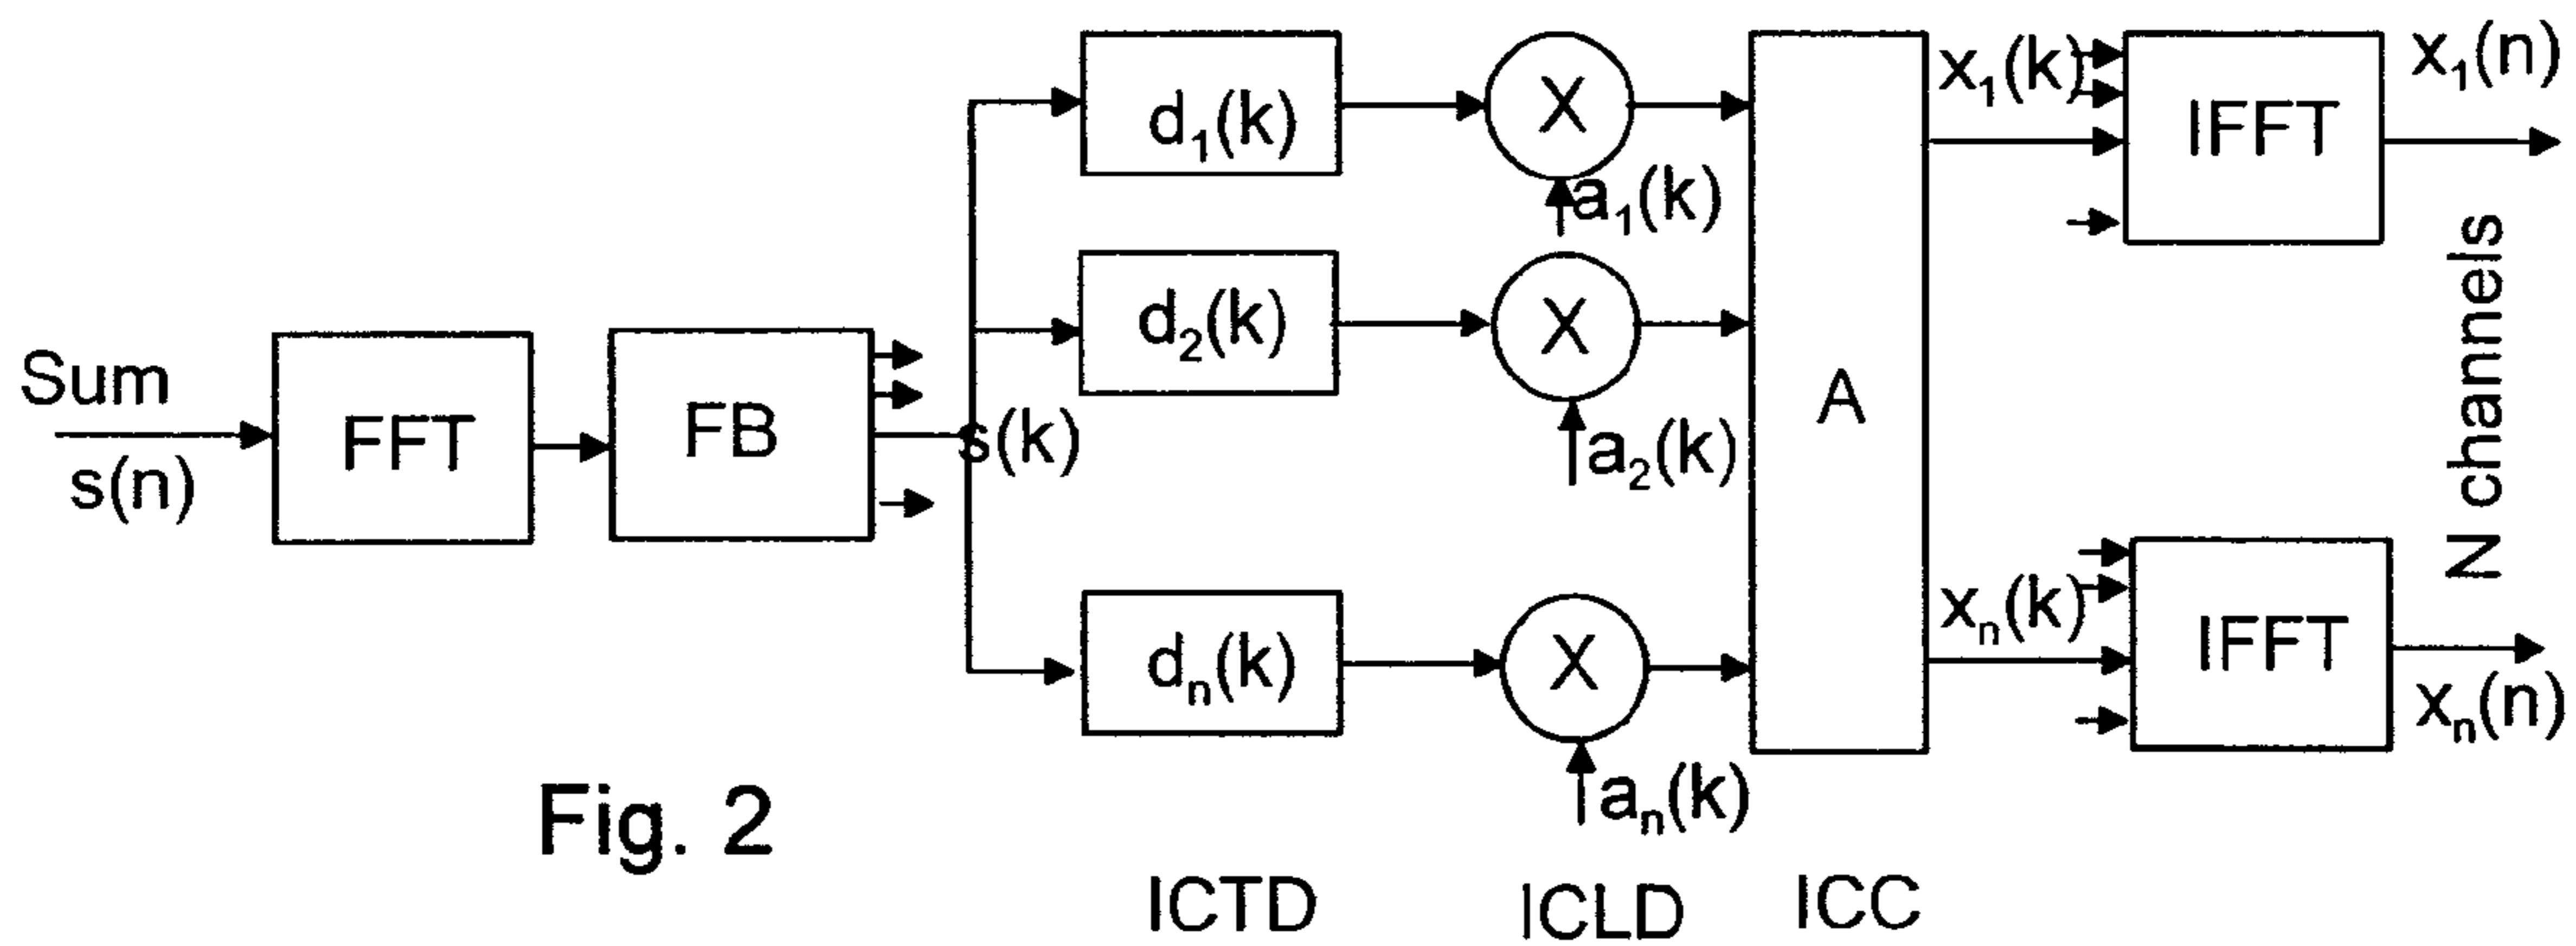 Sum
s(n)
FFT
FB
s(k)
d₁(k)
X
a₁(k)
d₂(k)
X
a₂(k)
dₙ(k)
X
aₙ(k)
A
x₁(k)
IFFT
x₁(n)
N channels
xₙ(k)
IFFT
xₙ(n)
Fig. 2
ICTD
ICLD
ICC